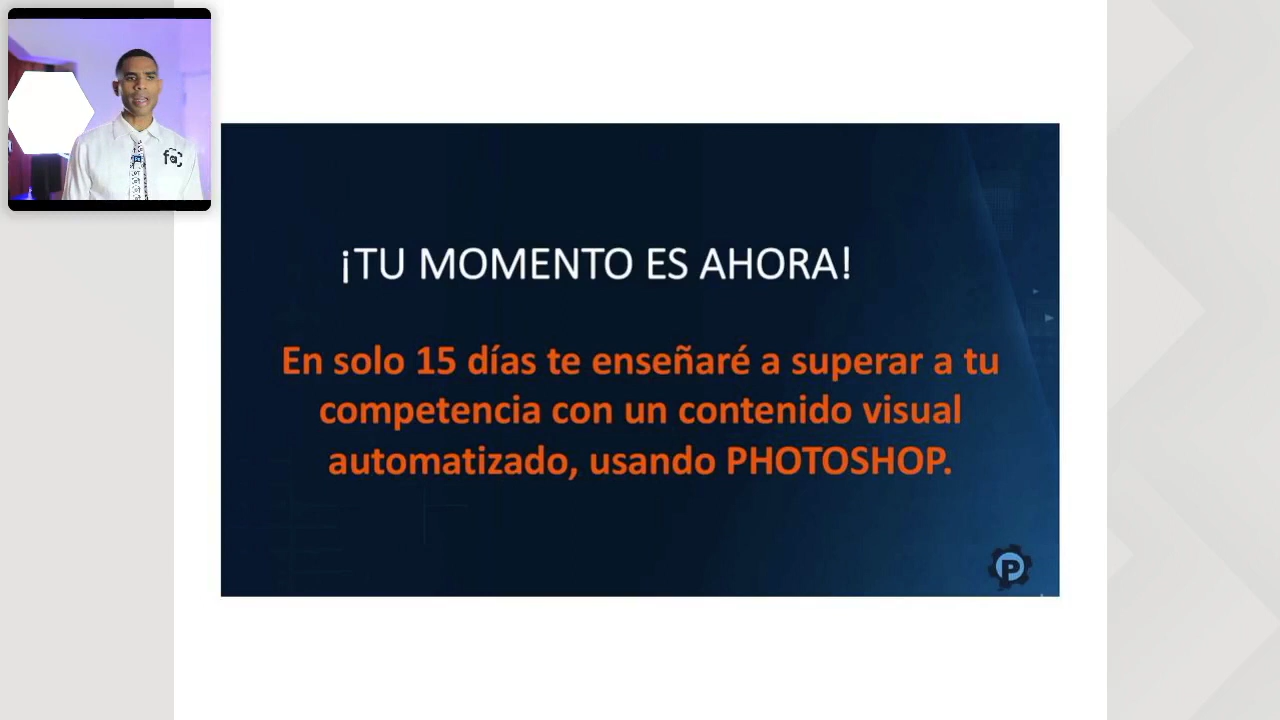 fa
¡TU MOMENTO ES AHORA!
En solo 15 días te enseñaré a superar a tu
competencia con un contenido visual
automatizado, usando PHOTOSHOP.
P